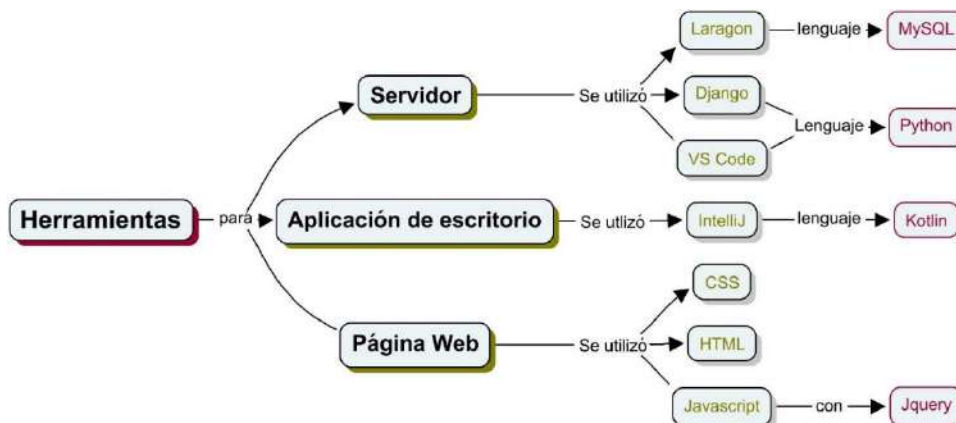 Herramientas
para
Servidor
Se utilizó
Laragon
lenguaje
MySQL
Django
VS Code
Lenguaje
Python
Aplicación de escritorio
Se utlizó
IntelliJ
lenguaje
Kotlin
Página Web
Se utilizó
CSS
HTML
Javascript
con
Jquery